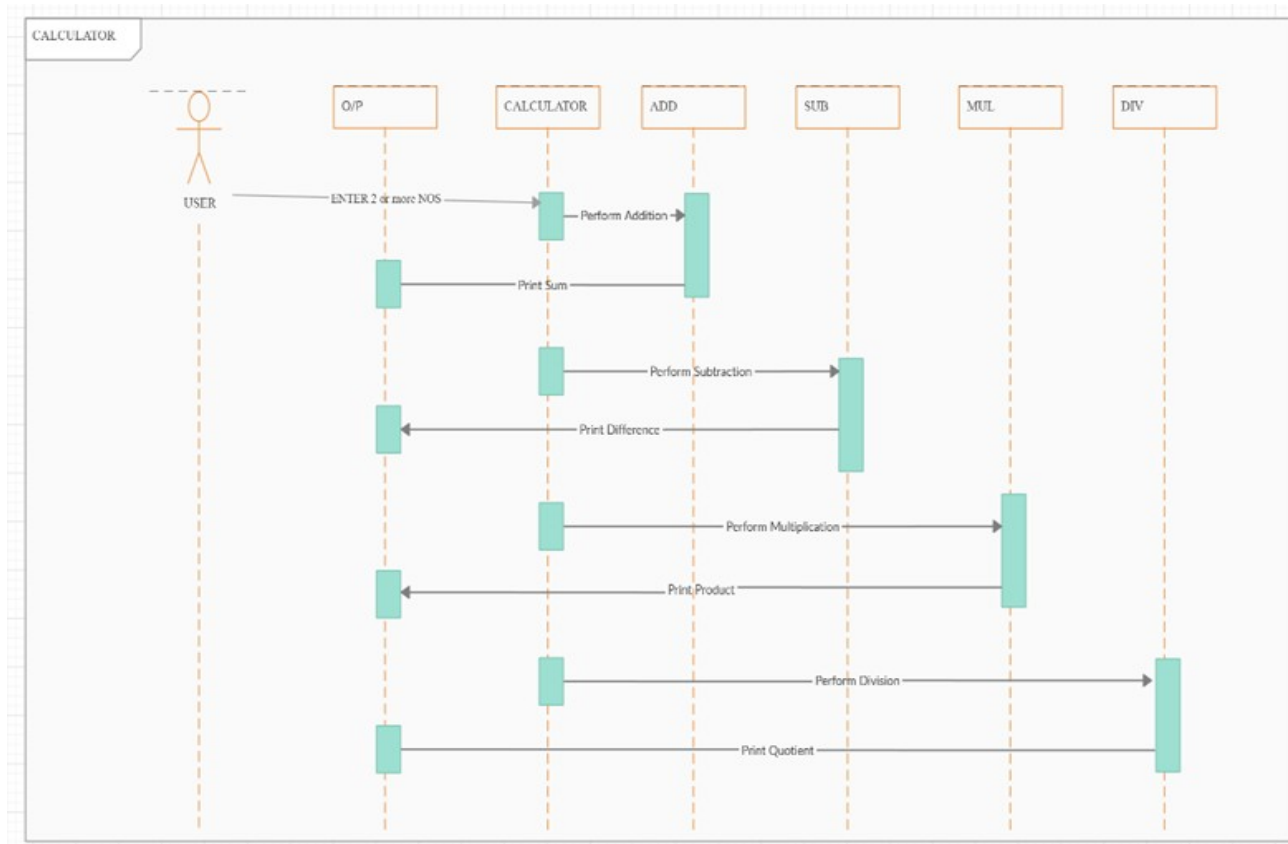 CALCULATOR
O/P
CALCULATOR
ADD
SUB
MUL
DIV
USER
ENTER 2 or more NOS
Perform Addition
Print Sum
Perform Subtraction
Print Difference
Perform Multiplication
Print Product
Perform Division
Print Quotient